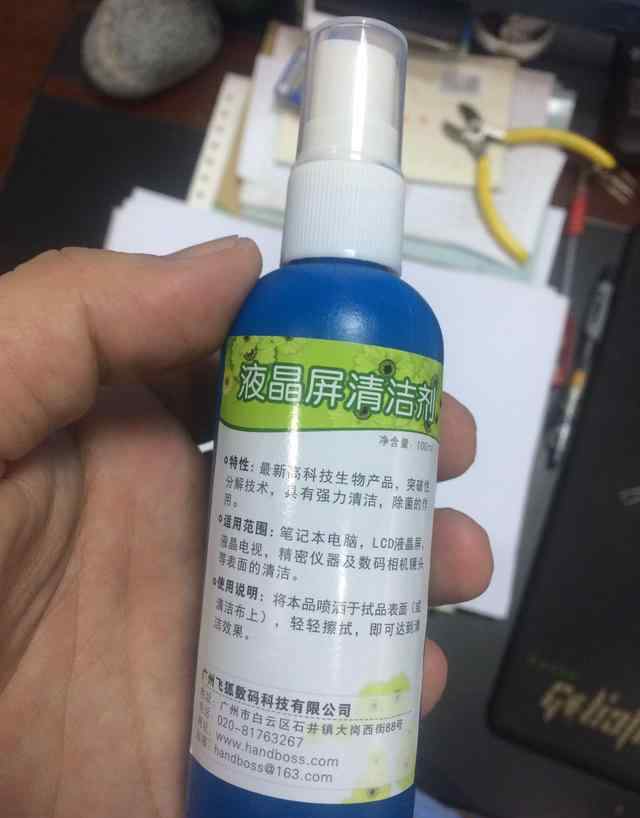 液晶屏清洁剂
净含量：100ml
特性：最新高科技生物产品，突破性
分解技术，具有强力清洁，除菌的作
用。
适用范围：笔记本电脑，LCD液晶屏，
液晶电视，精密仪器及数码相机镜头
等表面的清洁。
使用说明：将本品喷洒于拭品表面（或
清洁布上），轻轻擦拭，即可达到清
洁效果。
广州飞狐数码科技有限公司
地址：广州市白云区石井镇大岗西街88号
电话：020-81763267
网址：www.handboss.com
邮箱：handboss@163.com